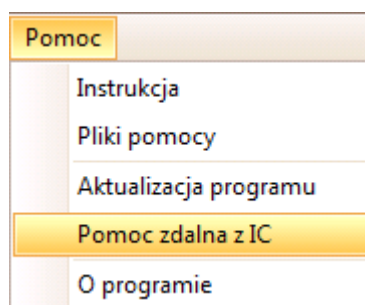 Pomoc
Instrukcja
Pliki pomocy
Aktualizacja programu
Pomoc zdalna z IC
O programie